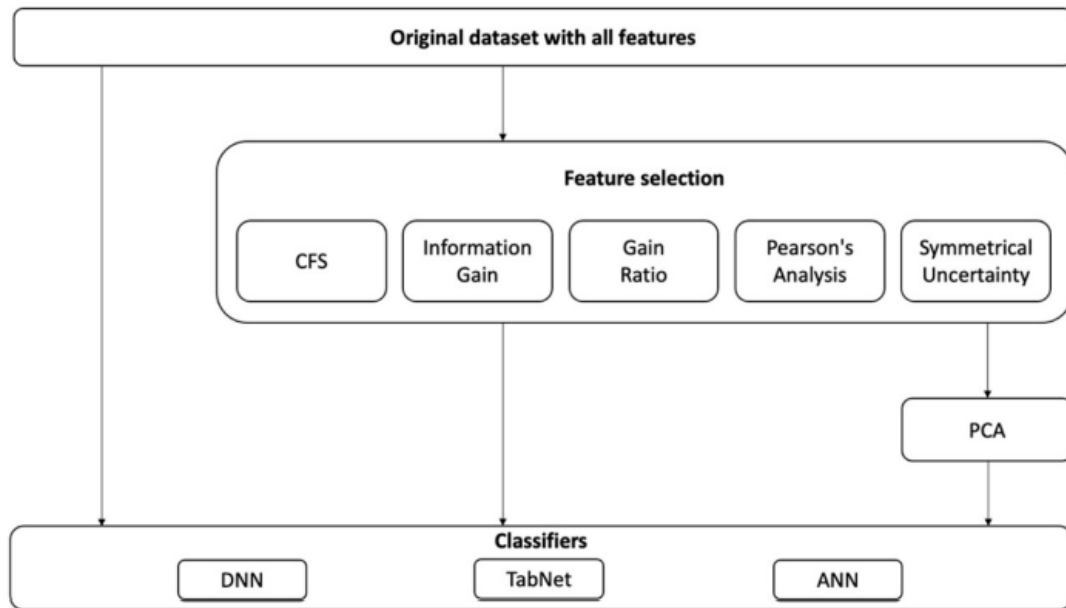 Original dataset with all features
Feature selection
CFS
Information
Gain
Gain
Ratio
Pearson's
Analysis
Symmetrical
Uncertainty
PCA
Classifiers
DNN
TabNet
ANN